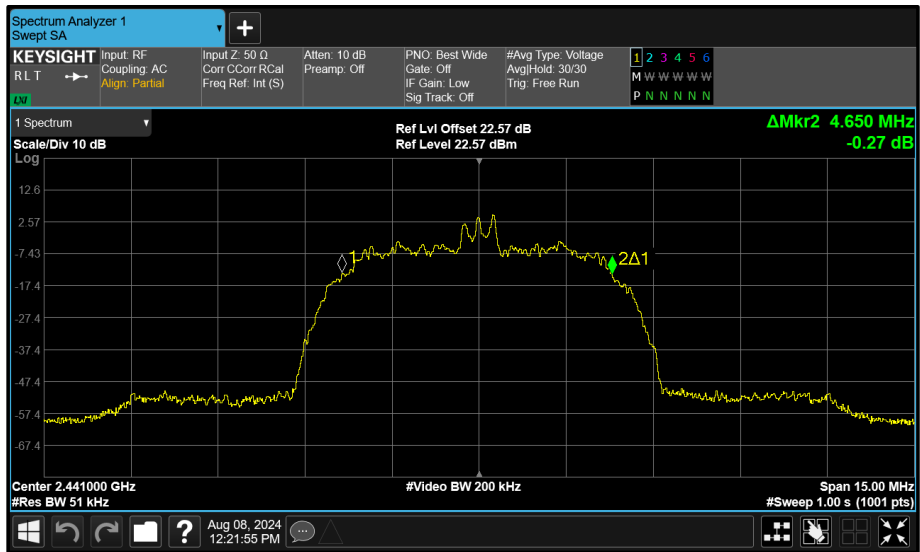 Spectrum Analyzer 1
Swept SA
KEYSIGHT
R L T
LXI
Input: RF
Coupling: AC
Align: Partial
Input Z: 50 Ω
Corr CCorr RCal
Freq Ref: Int (S)
Atten: 10 dB
Preamp: Off
PNO: Best Wide
Gate: Off
IF Gain: Low
Sig Track: Off
#Avg Type: Voltage
Avg|Hold: 30/30
Trig: Free Run
1 2 3 4 5 6
M W W W W W
P N N N N N
1 Spectrum
Scale/Div 10 dB
Ref Lvl Offset 22.57 dB
Ref Level 22.57 dBm
ΔMkr2 4.650 MHz
-0.27 dB
Log
12.6
2.57
-7.43
-17.4
-27.4
-37.4
-47.4
-57.4
-67.4
1
2Δ1
Center 2.441000 GHz
#Res BW 51 kHz
#Video BW 200 kHz
Span 15.00 MHz
#Sweep 1.00 s (1001 pts)
?
Aug 08, 2024
12:21:55 PM